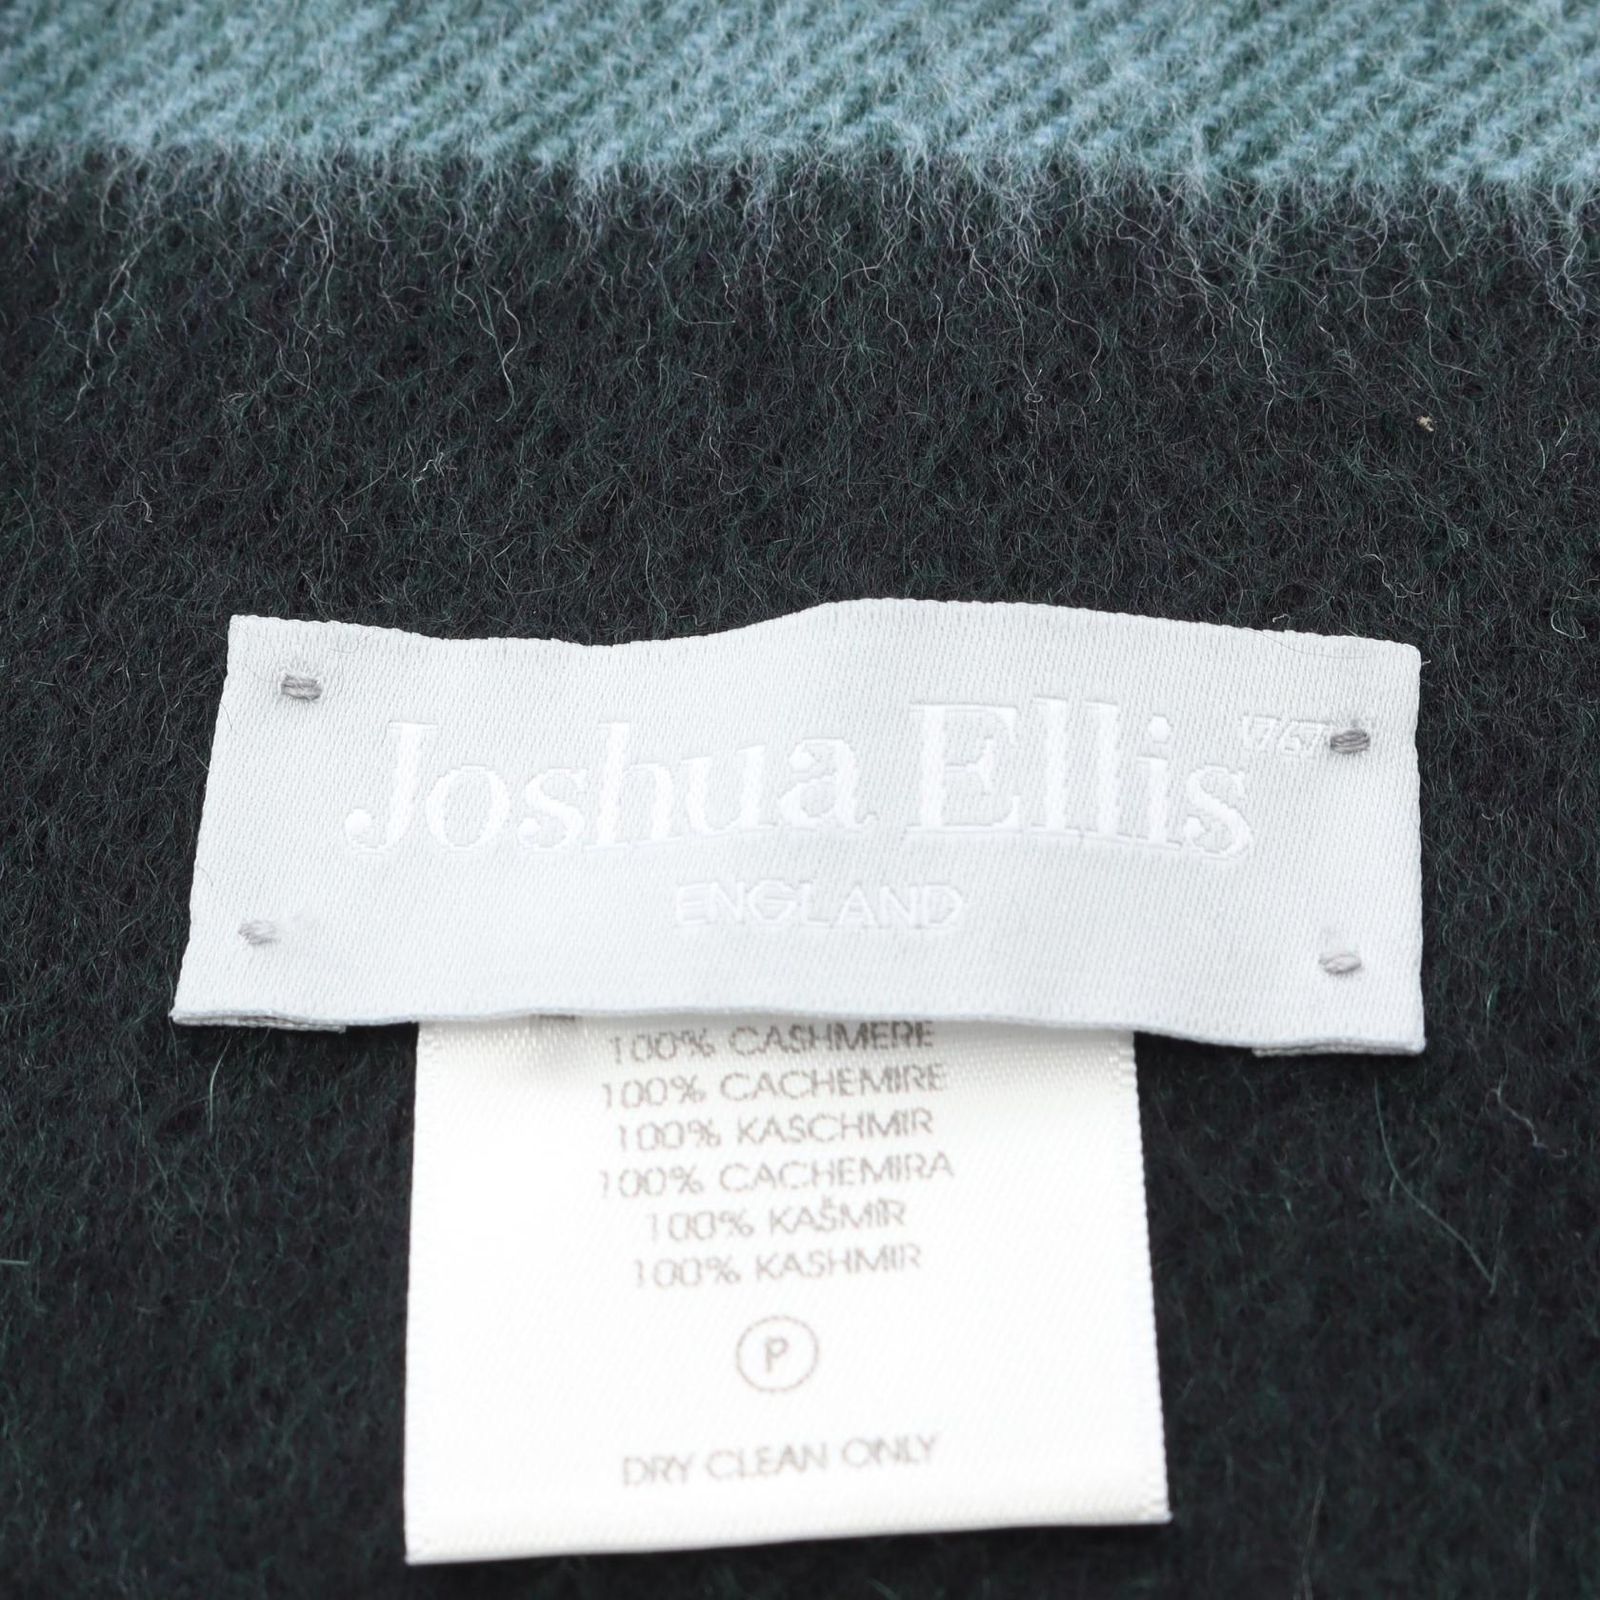 Joshua Ellis 1767
ENGLAND
100% CASHMERE
100% CACHEMIRE
100% KASCHMIR
100% CACHEMIRA
100% KAŠMIR
100% KASHMIR
P
DRY CLEAN ONLY